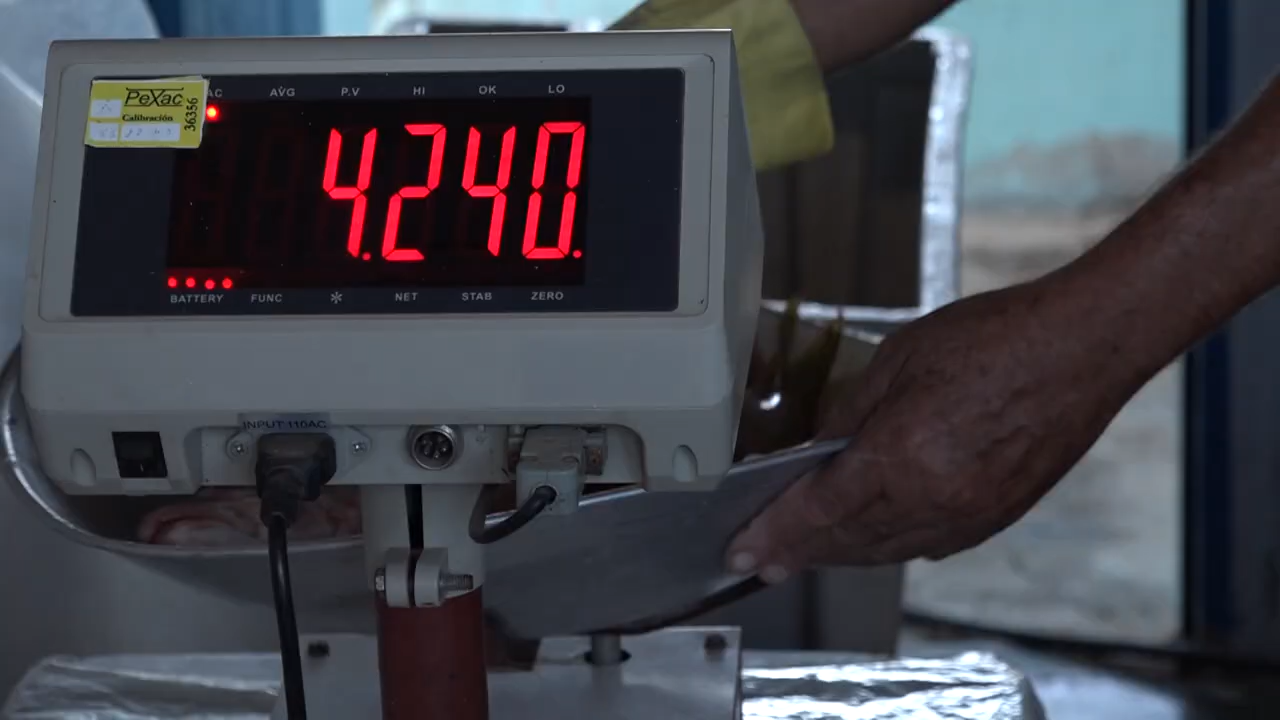 AC AVG P.V HI OK LO
PeXac
Calibración
36356
4.240.
BATTERY FUNC * NET STAB ZERO
INPUT 110AC